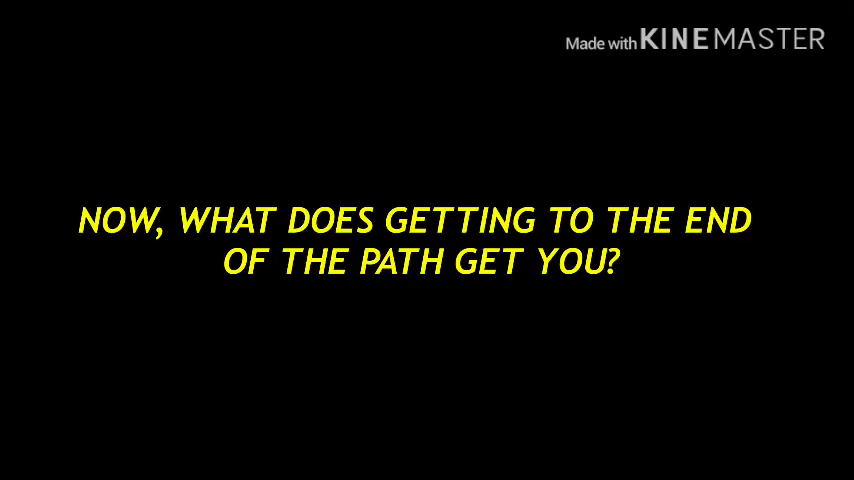 Made with KINEMASTER
NOW, WHAT DOES GETTING TO THE END
OF THE PATH GET YOU?